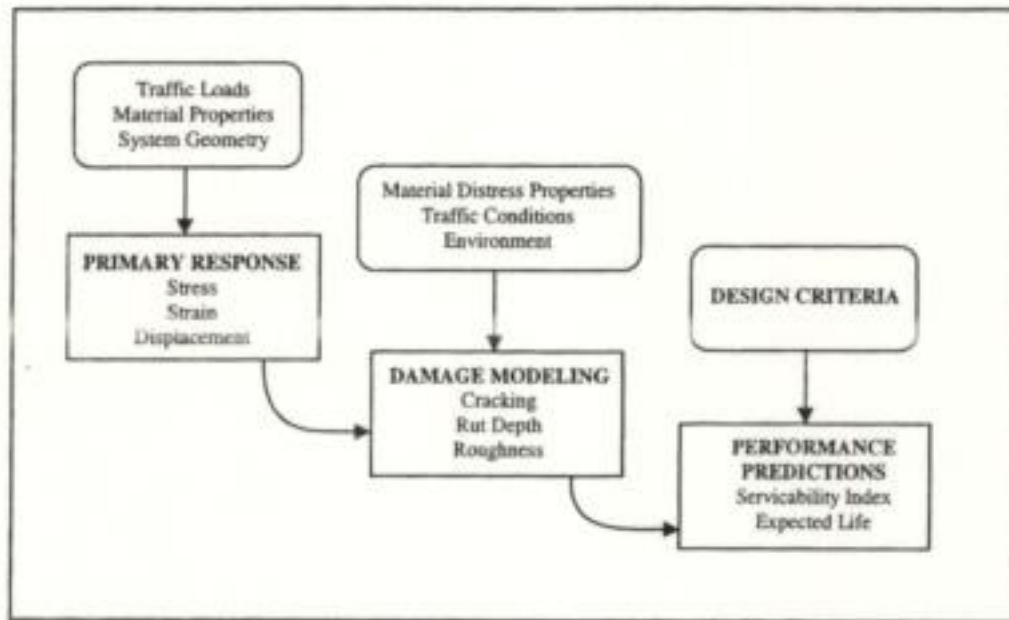 Traffic Loads
Material Properties
System Geometry
PRIMARY RESPONSE
Stress
Strain
Displacement
Material Distress Properties
Traffic Conditions
Environment
DAMAGE MODELING
Cracking
Rut Depth
Roughness
DESIGN CRITERIA
PERFORMANCE
PREDICTIONS
Servicability Index
Expected Life